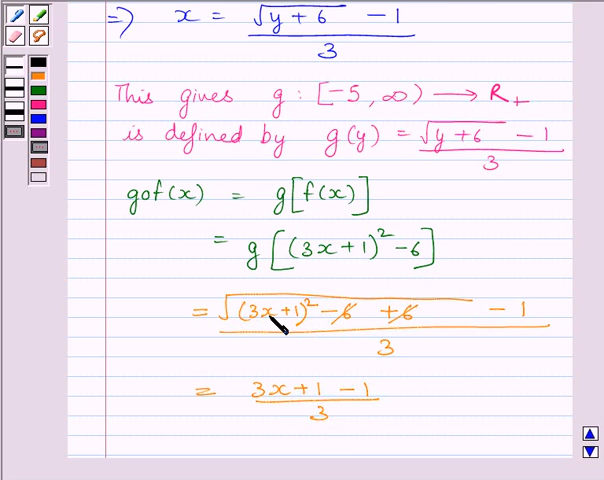 => x = √(y + 6) - 1 / 3
This gives g : [-5, ∞) → R+
is defined by g(y) = √(y + 6) - 1 / 3
gof(x) = g[f(x)]
= g[(3x + 1)² - 6]
= √((3x + 1)² - 6 + 6) - 1 / 3
= 3x + 1 - 1 / 3